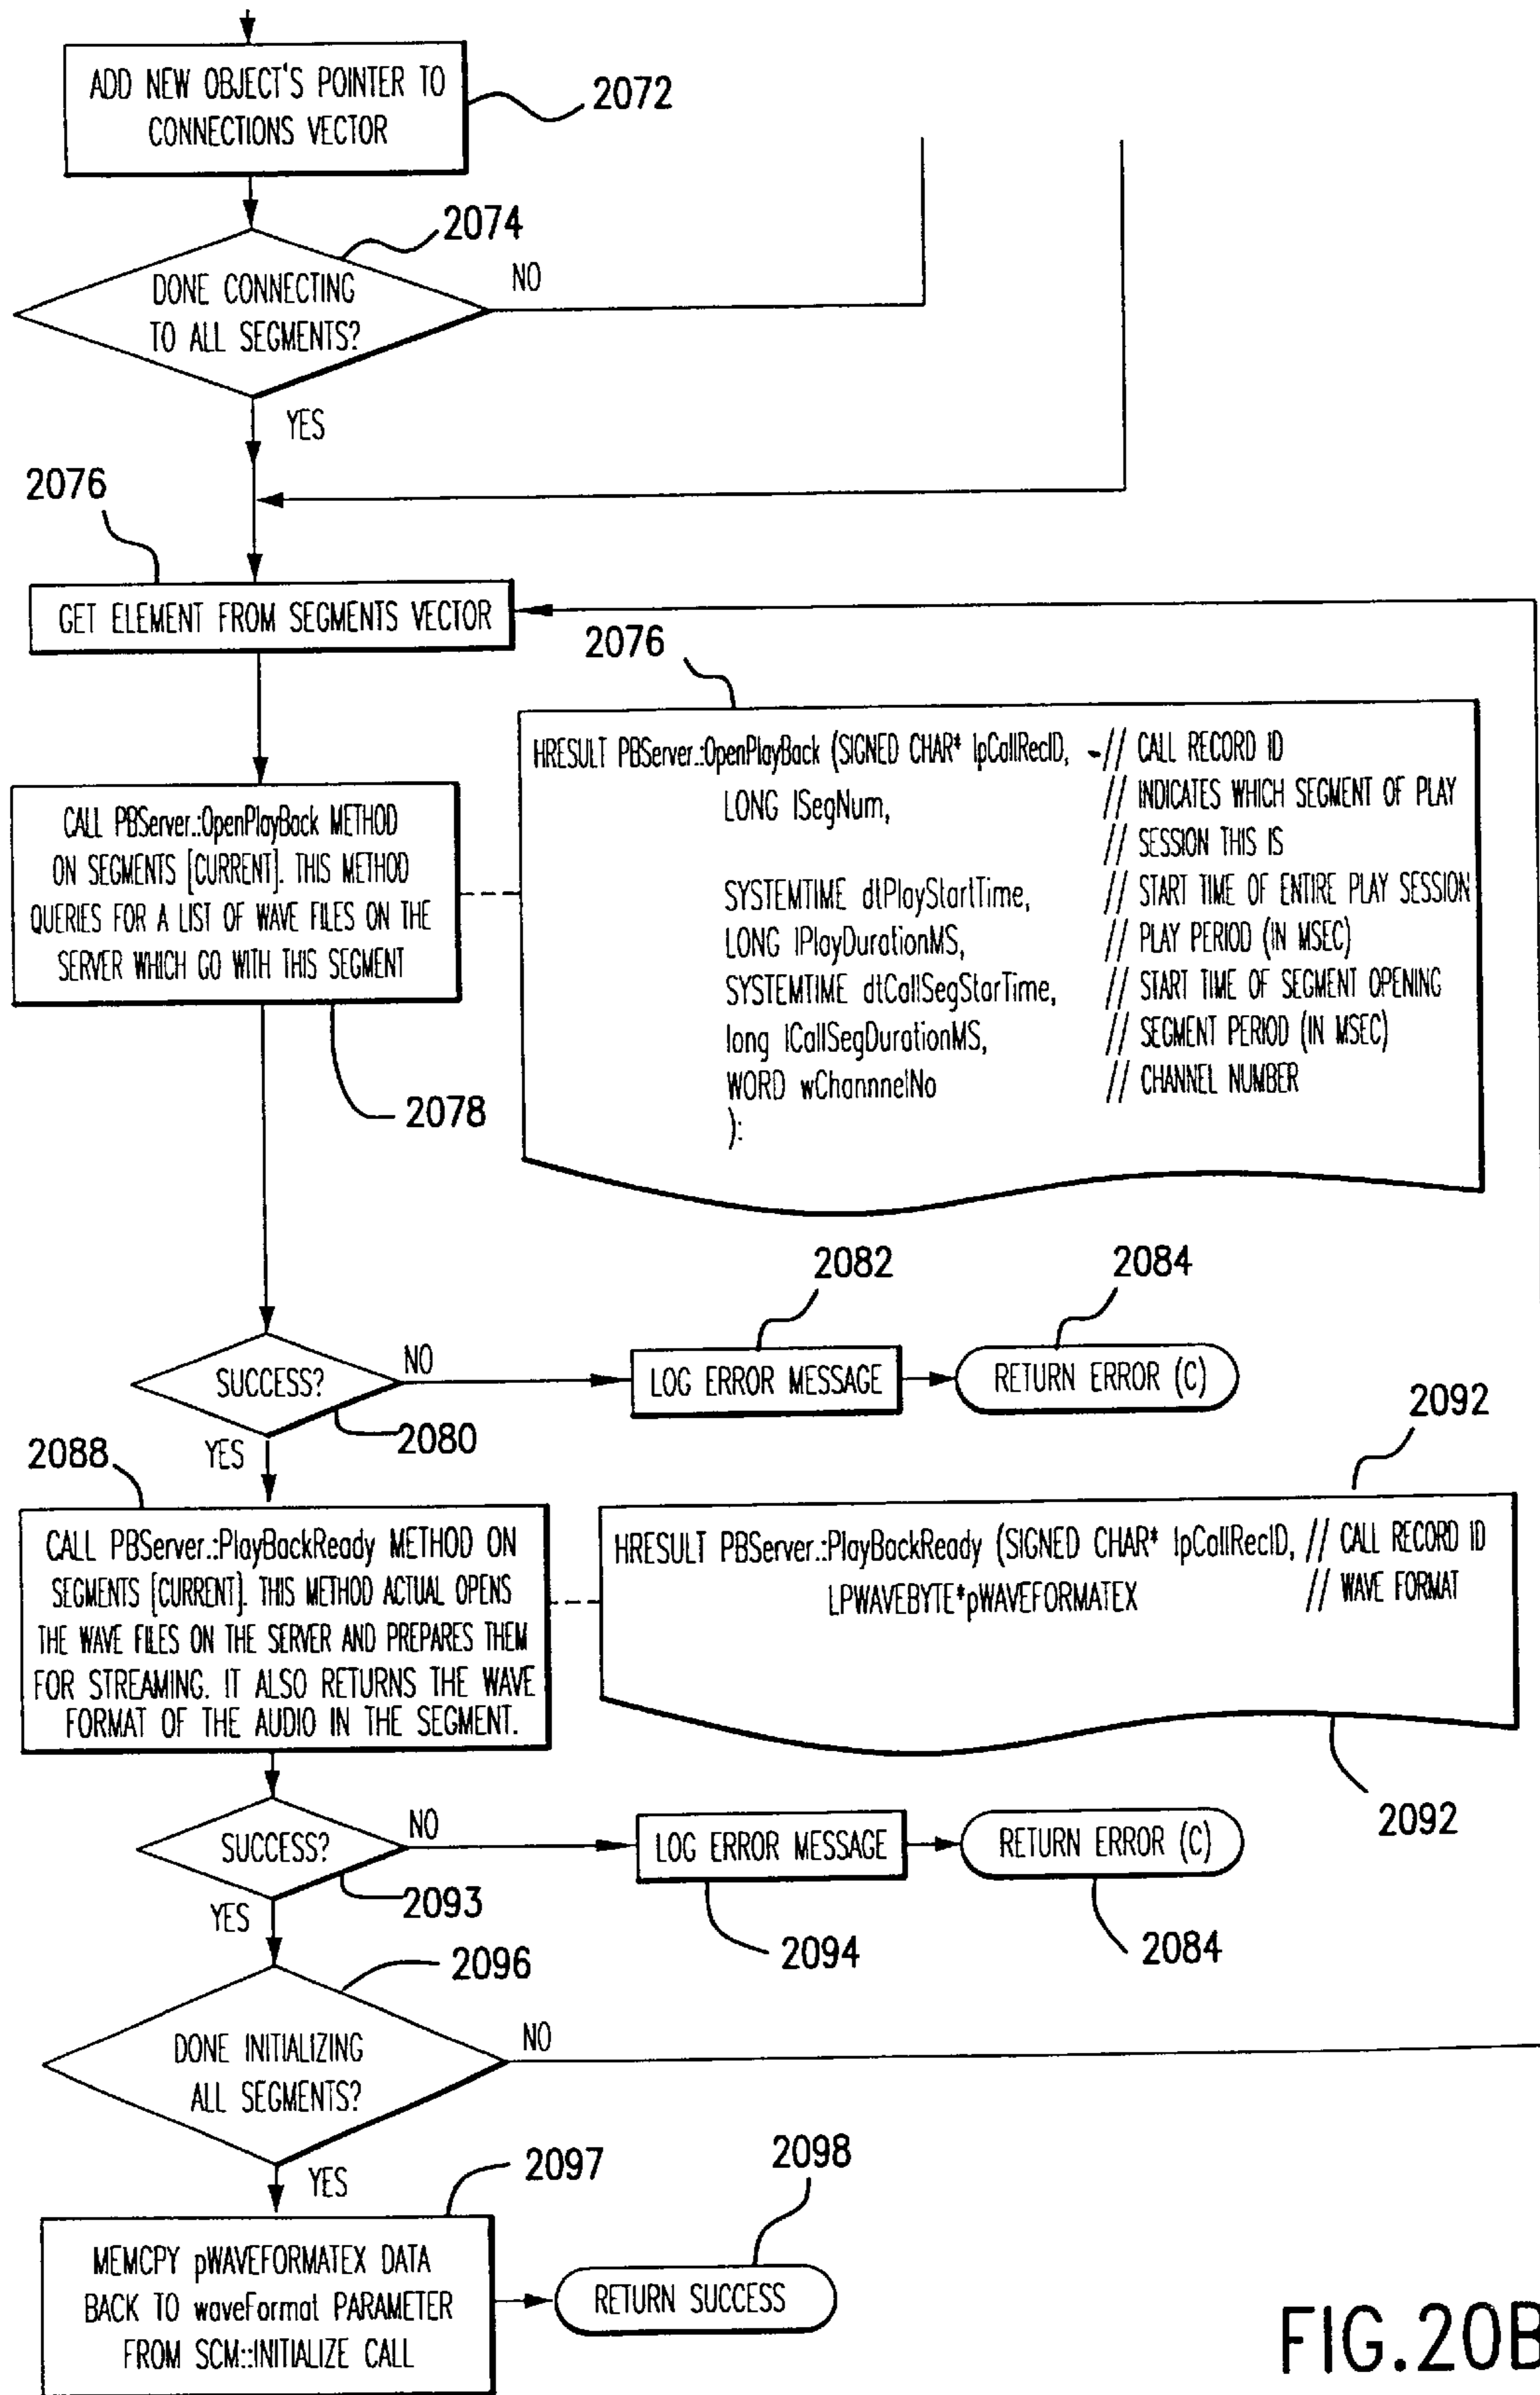 ADD NEW OBJECT'S POINTER TO
CONNECTIONS VECTOR
2072
2074
DONE CONNECTING
TO ALL SEGMENTS?
NO
YES
2076
GET ELEMENT FROM SEGMENTS VECTOR
2076
HRESULT PBServer::OpenPlayBack (SIGNED CHAR* lpCallRecID, -// CALL RECORD ID
LONG lSegNum, // INDICATES WHICH SEGMENT OF PLAY
// SESSION THIS IS
SYSTEMTIME dtPlayStartTime, // START TIME OF ENTIRE PLAY SESSION
LONG lPlayDurationMS, // PLAY PERIOD (IN MSEC)
SYSTEMTIME dtCallSegStarTime, // START TIME OF SEGMENT OPENING
long lCallSegDurationMS, // SEGMENT PERIOD (IN MSEC)
WORD wChannnelNo // CHANNEL NUMBER
):
CALL PBServer::OpenPlayBack METHOD
ON SEGMENTS [CURRENT]. THIS METHOD
QUERIES FOR A LIST OF WAVE FILES ON THE
SERVER WHICH GO WITH THIS SEGMENT
2078
SUCCESS?
NO
2080
YES
2082
LOG ERROR MESSAGE
2084
RETURN ERROR (C)
2088
CALL PBServer::PlayBackReady METHOD ON
SEGMENTS [CURRENT]. THIS METHOD ACTUAL OPENS
THE WAVE FILES ON THE SERVER AND PREPARES THEM
FOR STREAMING. IT ALSO RETURNS THE WAVE
FORMAT OF THE AUDIO IN THE SEGMENT.
2092
HRESULT PBServer::PlayBackReady (SIGNED CHAR* lpCallRecID, // CALL RECORD ID
LPWAVEBYTE*pWAVEFORMATEX // WAVE FORMAT
2092
SUCCESS?
NO
2093
YES
LOG ERROR MESSAGE
2094
RETURN ERROR (C)
2084
2096
DONE INITIALIZING
ALL SEGMENTS?
NO
YES
2097
MEMCPY pWAVEFORMATEX DATA
BACK TO waveFormat PARAMETER
FROM SCM::INITIALIZE CALL
2098
RETURN SUCCESS
FIG.20B